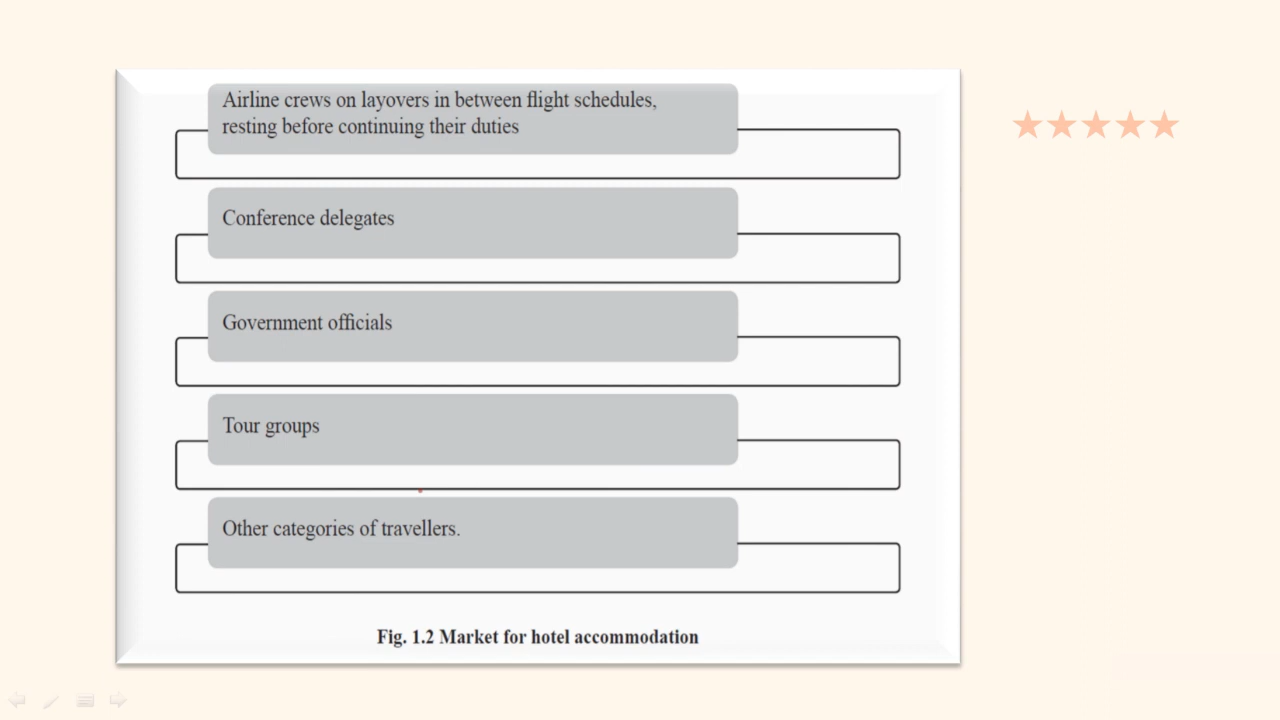 Airline crews on layovers in between flight schedules,
resting before continuing their duties
Conference delegates
Government officials
Tour groups
Other categories of travellers.
Fig. 1.2 Market for hotel accommodation